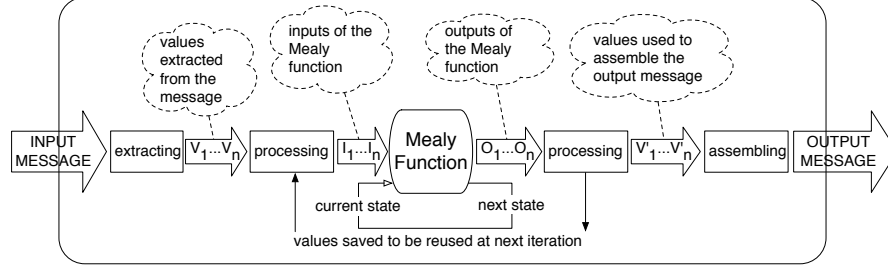 values
extracted
from the
message
inputs of the
Mealy
function
outputs of
the Mealy
function
values used to
assemble the
output message
INPUT
MESSAGE
extracting
V1...Vn
processing
I1...In
Mealy
Function
O1...On
processing
V'1...V'n
assembling
OUTPUT
MESSAGE
current state
next state
values saved to be reused at next iteration